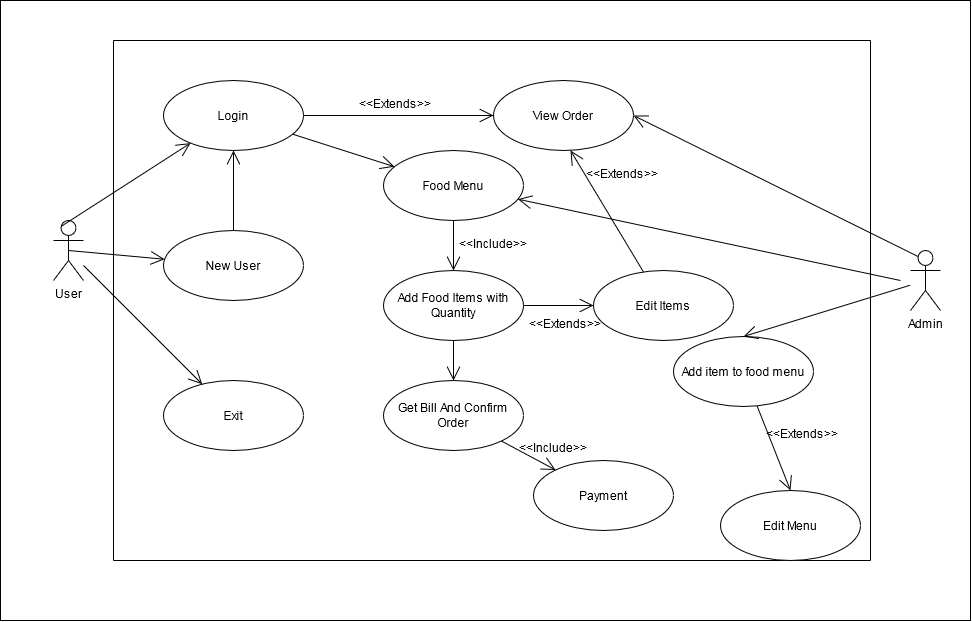 <<Extends>>
Login
View Order
<<Extends>>
Food Menu
<<Include>>
New User
User
Add Food Items with
Quantity
Edit Items
<<Extends>>
Admin
Add item to food menu
Get Bill And Confirm
Order
Exit
<<Extends>>
<<Include>>
Payment
Edit Menu